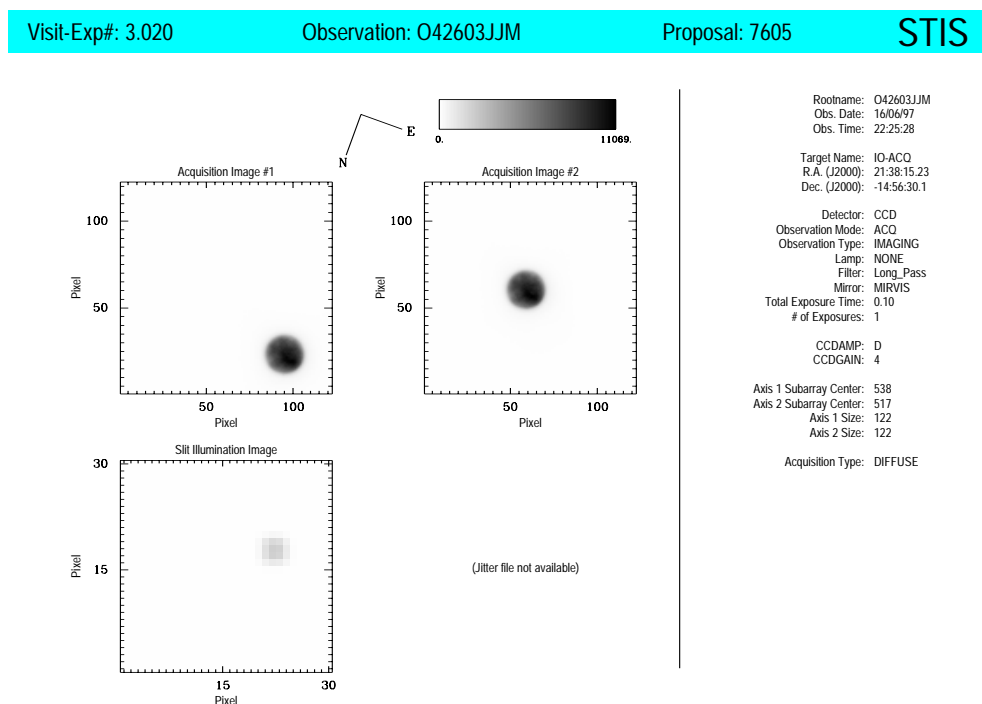 Visit-Exp#: 3.020 Observation: O42603JJM Proposal: 7605 STIS
E
N
0. 11069.
Acquisition Image #1
100
50
Pixel
50 100
Pixel
Acquisition Image #2
100
50
Pixel
50 100
Pixel
Slit Illumination Image
30
15
Pixel
15 30
Pixel
(Jitter file not available)
Rootname: O42603JJM
Obs. Date: 16/06/97
Obs. Time: 22:25:28
Target Name: IO-ACQ
R.A. (J2000): 21:38:15.23
Dec. (J2000): -14:56:30.1
Detector: CCD
Observation Mode: ACQ
Observation Type: IMAGING
Lamp: NONE
Filter: Long_Pass
Mirror: MIRVIS
Total Exposure Time: 0.10
# of Exposures: 1
CCDAMP: D
CCDGAIN: 4
Axis 1 Subarray Center: 538
Axis 2 Subarray Center: 517
Axis 1 Size: 122
Axis 2 Size: 122
Acquisition Type: DIFFUSE